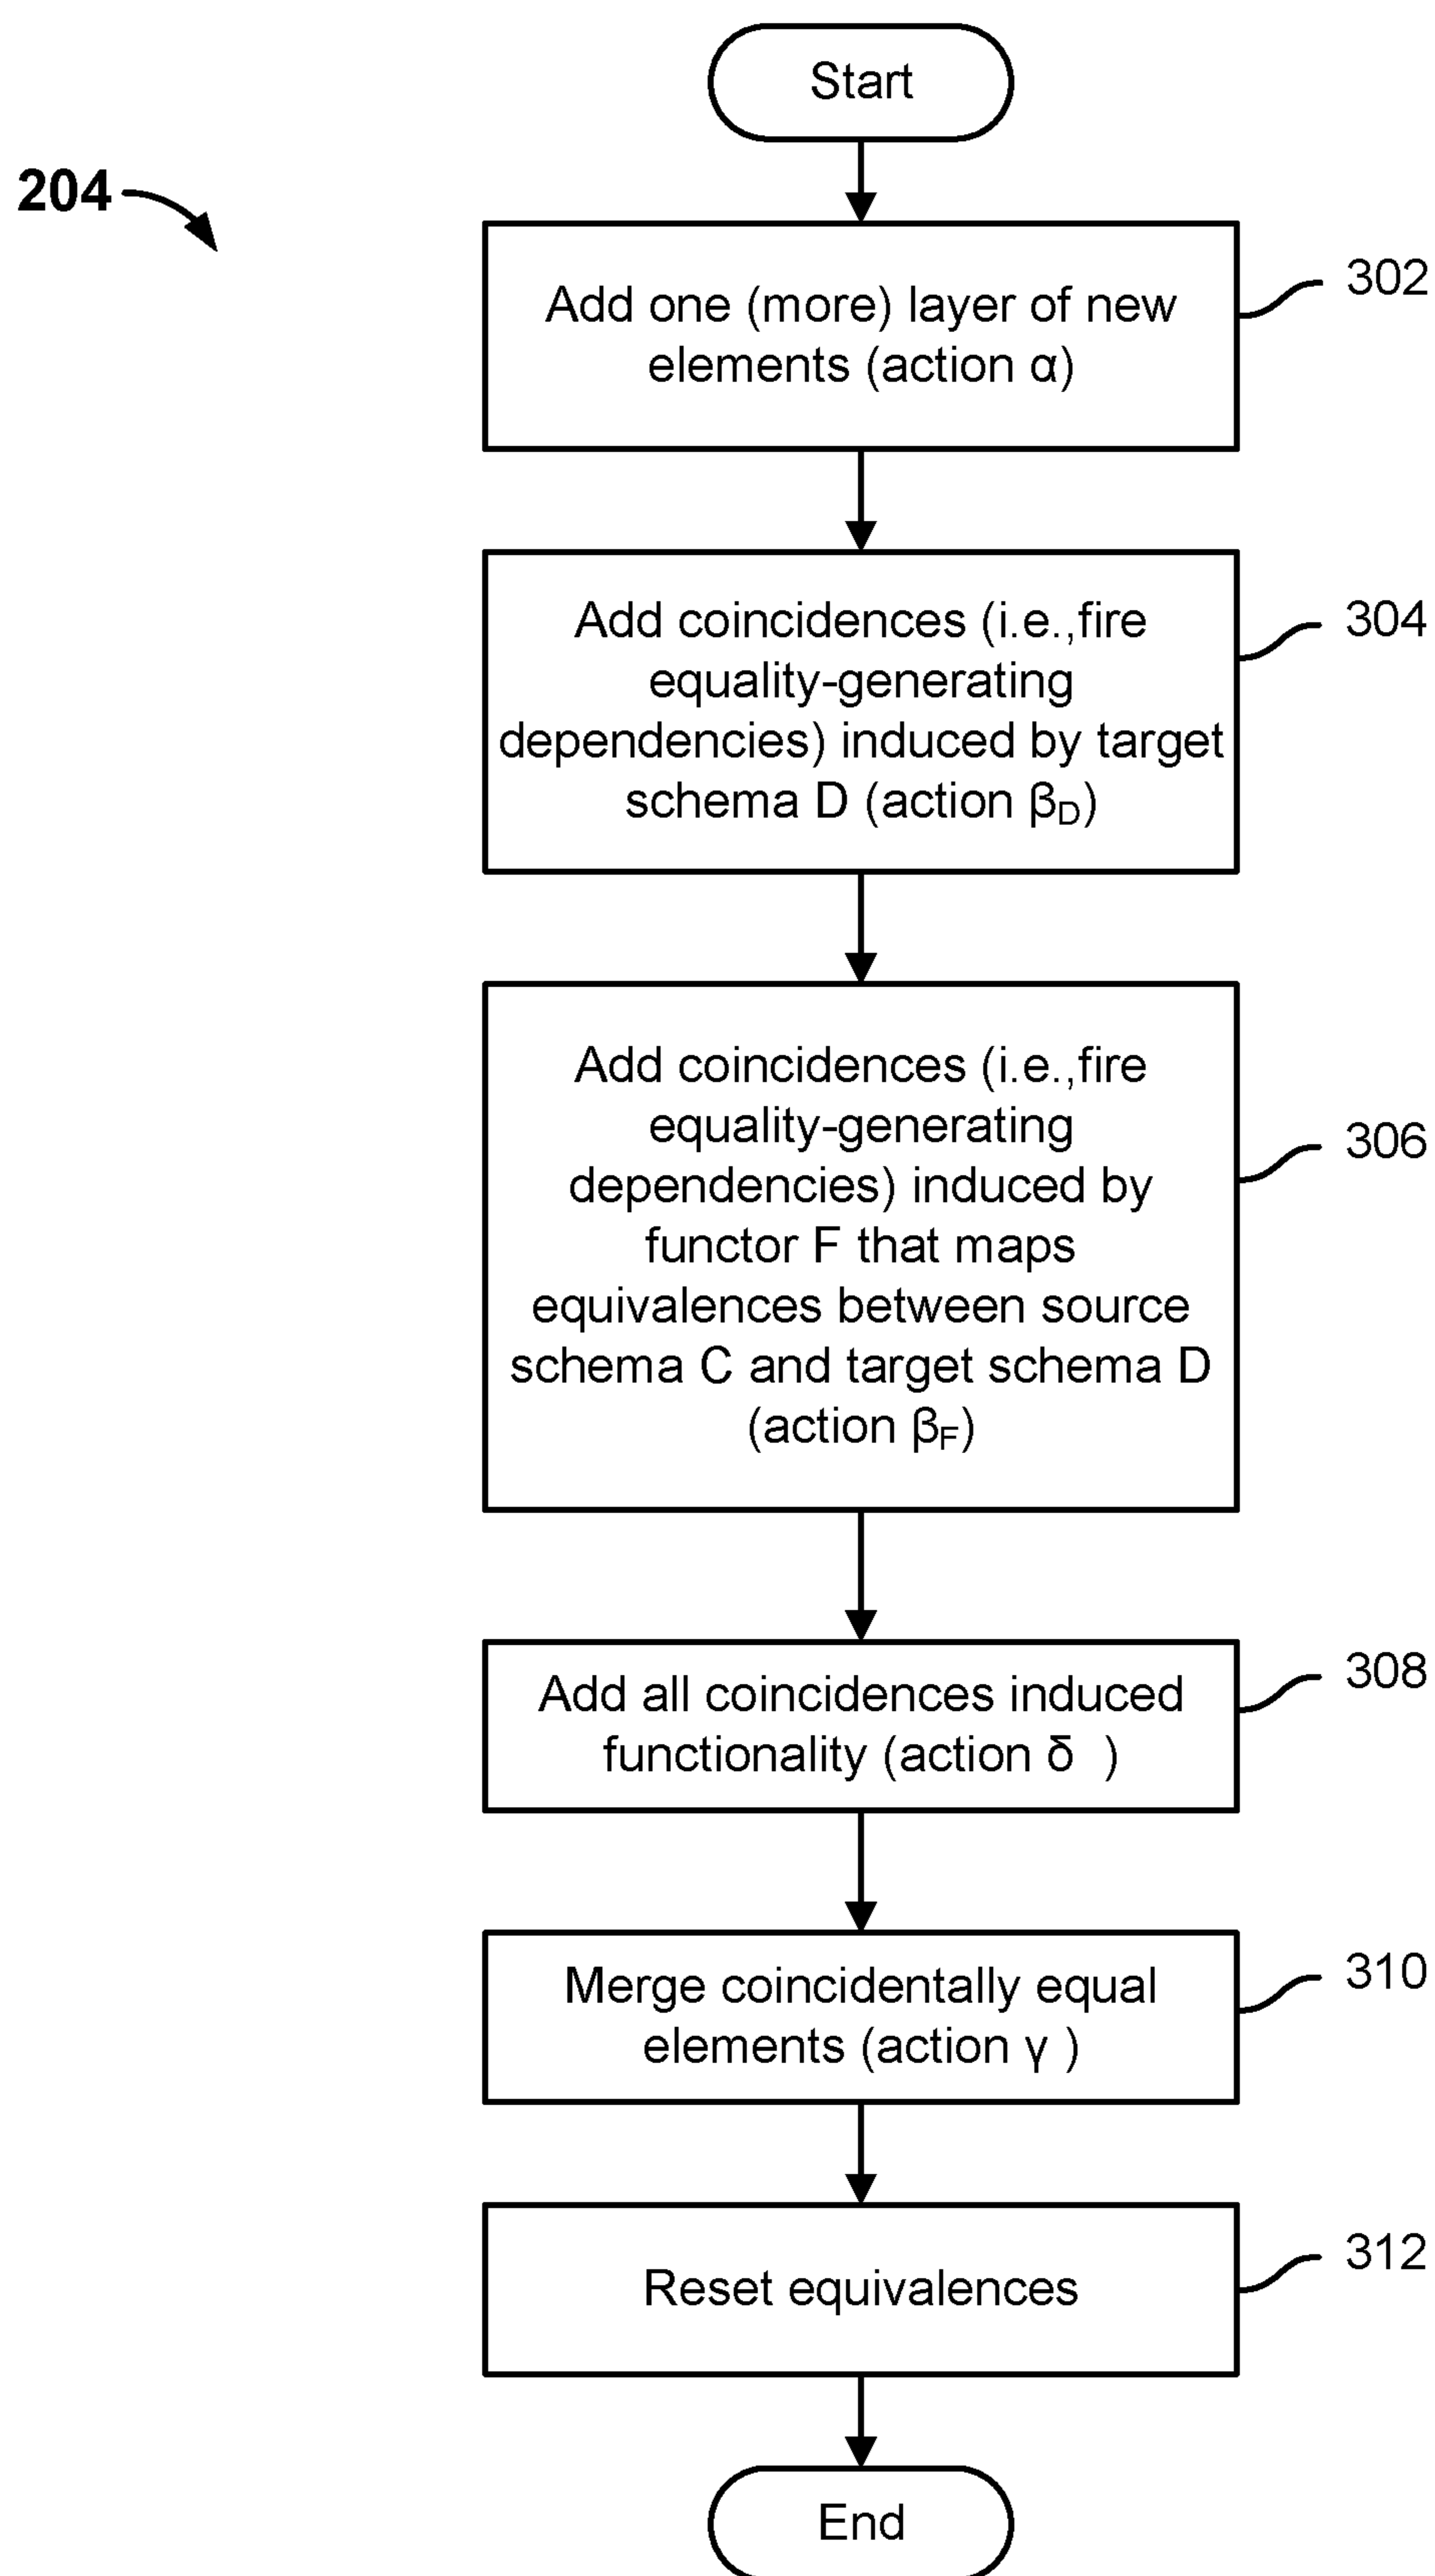 Start
204
Add one (more) layer of new
elements (action α)
302
Add coincidences (i.e.,fire
equality-generating
dependencies) induced by target
schema D (action βD)
304
Add coincidences (i.e.,fire
equality-generating
dependencies) induced by
functor F that maps
equivalences between source
schema C and target schema D
(action βF)
306
Add all coincidences induced
functionality (action δ )
308
Merge coincidentally equal
elements (action γ )
310
Reset equivalences
312
End